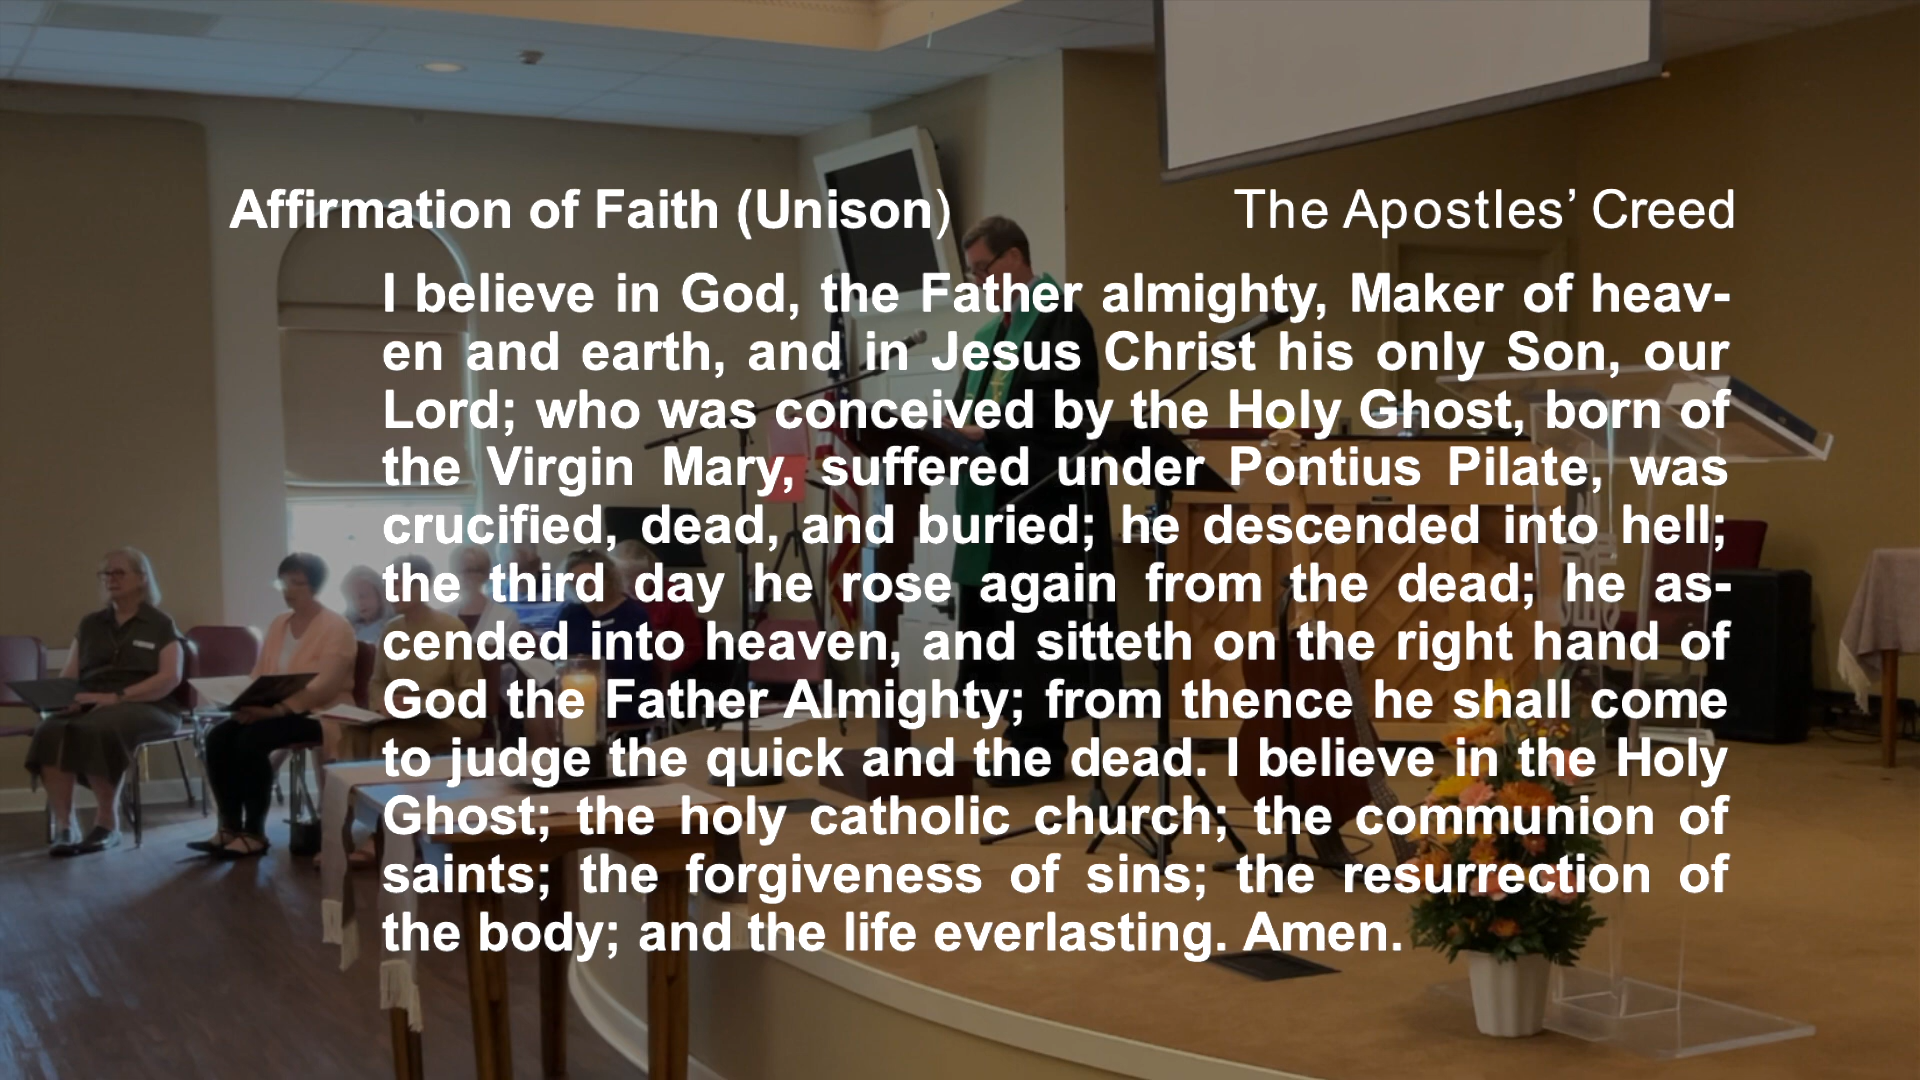 Affirmation of Faith (Unison) The Apostles’ Creed
I believe in God, the Father almighty, Maker of heav-
en and earth, and in Jesus Christ his only Son, our
Lord; who was conceived by the Holy Ghost, born of
the Virgin Mary, suffered under Pontius Pilate, was
crucified, dead, and buried; he descended into hell;
the third day he rose again from the dead; he as-
cended into heaven, and sitteth on the right hand of
God the Father Almighty; from thence he shall come
to judge the quick and the dead. I believe in the Holy
Ghost; the holy catholic church; the communion of
saints; the forgiveness of sins; the resurrection of
the body; and the life everlasting. Amen.